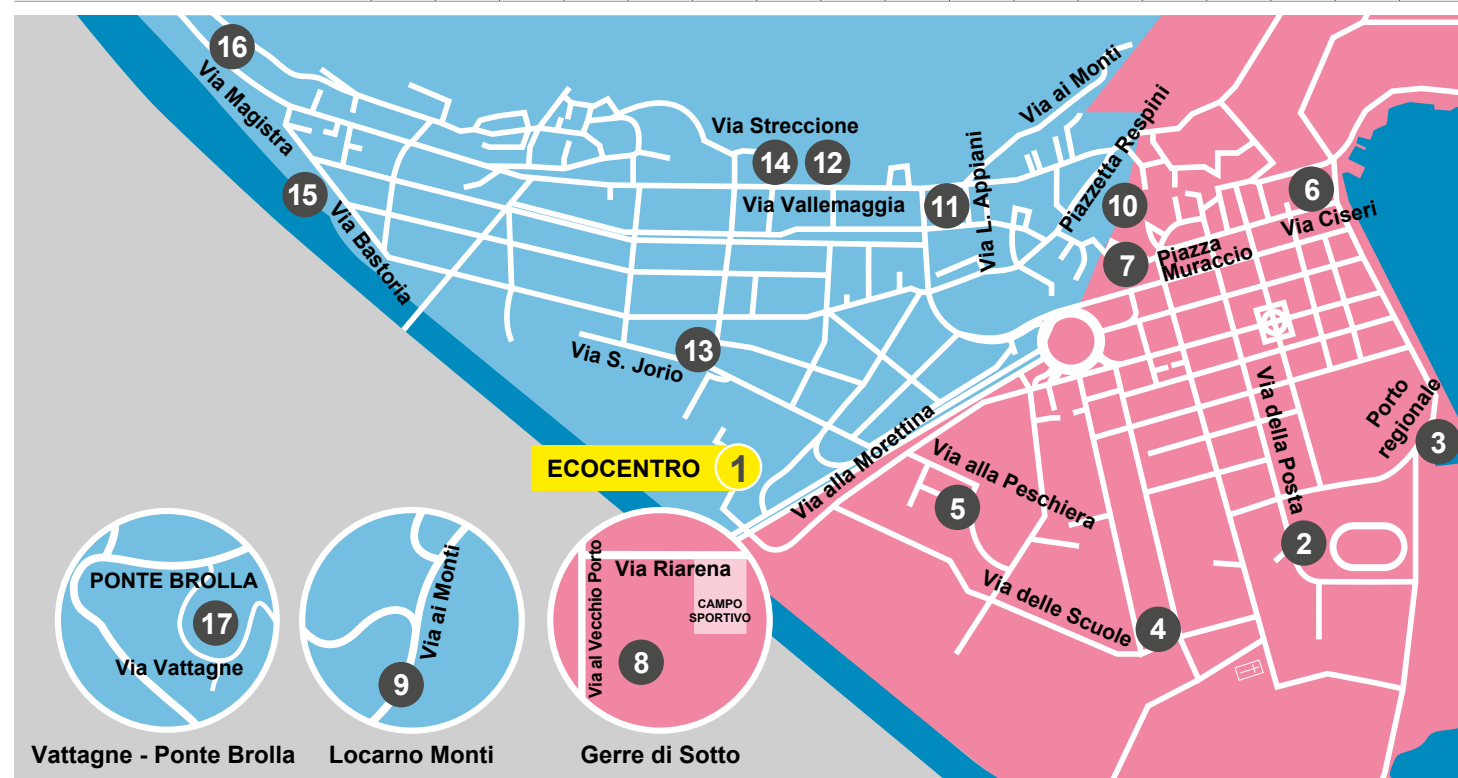 16
Via Magistra
15
Via Bastoria
Via Streccione
14
12
Via Vallemaggia
11
Via L. Appiani
Via ai Monti
Piazzetta Respini
10
7
Piazza
Muraccio
6
Via Ciseri
Via S. Jorio
13
ECOCENTRO 1
Via alla Morettina
Via alla Peschiera
5
Via della Posta
Porto
regionale
3
2
Via delle Scuole
4
PONTE BROLLA
17
Via Vattagne
Vattagne - Ponte Brolla
Via ai Monti
9
Locarno Monti
Via al Vecchio Porto
Via Riarena
CAMPO
SPORTIVO
8
Gerre di Sotto